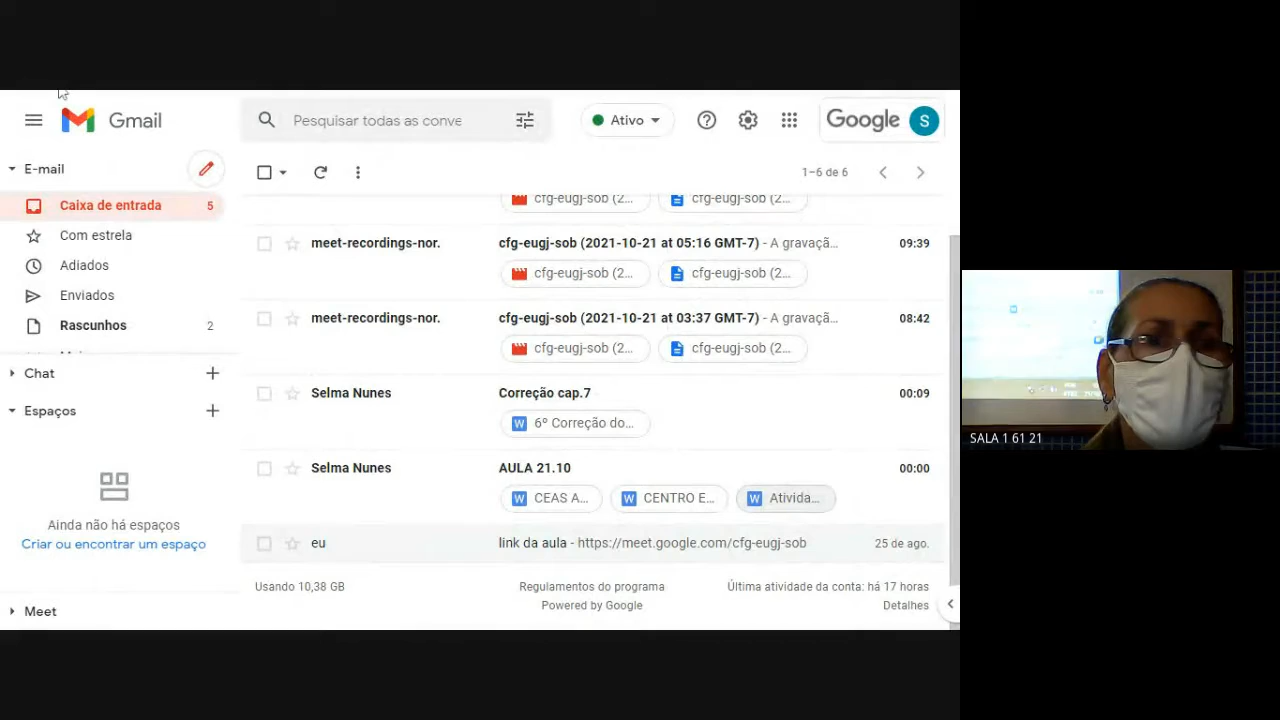 Gmail
Pesquisar todas as conve
Ativo
Google
S
E-mail
1–6 de 6
Caixa de entrada 5
cfg-eugj-sob (2... cfg-eugj-sob (2...
Com estrela
meet-recordings-nor. cfg-eugj-sob (2021-10-21 at 05:16 GMT-7) - A gravaçã... 09:39
Adiados
cfg-eugj-sob (2... cfg-eugj-sob (2...
Enviados
meet-recordings-nor. cfg-eugj-sob (2021-10-21 at 03:37 GMT-7) - A gravaçã... 08:42
Rascunhos 2
cfg-eugj-sob (2... cfg-eugj-sob (2...
Chat
Selma Nunes Correção cap.7 00:09
Espaços
W 6º Correção do...
Selma Nunes AULA 21.10 00:00
W CEAS A... W CENTRO E... W Ativida...
Ainda não há espaços
Criar ou encontrar um espaço
eu link da aula - https://meet.google.com/cfg-eugj-sob 25 de ago.
Usando 10,38 GB Regulamentos do programa Última atividade da conta: há 17 horas
Powered by Google Detalhes
Meet
SALA 1 61 21